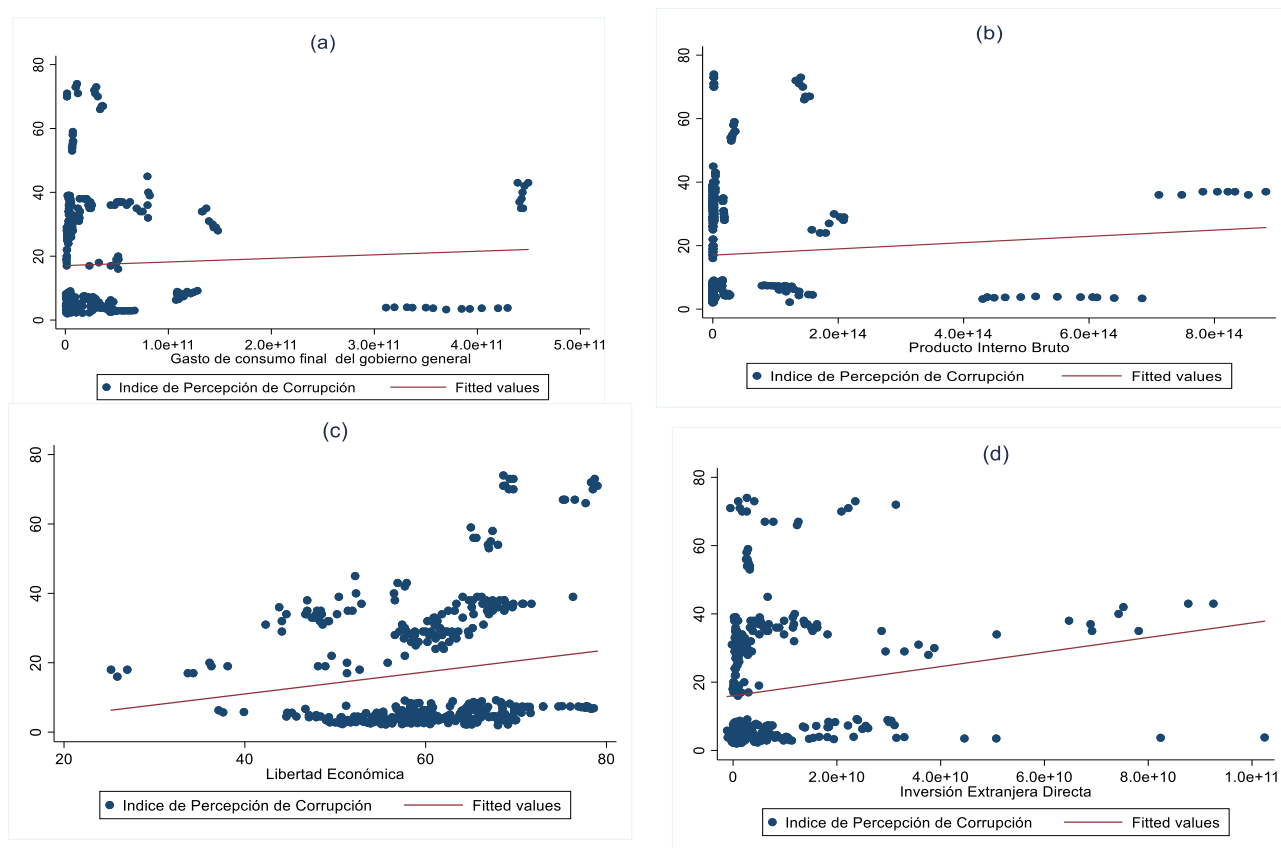 (a)
80
60
40
20
0
0 1.0e+11 2.0e+11 3.0e+11 4.0e+11 5.0e+11
Gasto de consumo final del gobierno general
Indice de Percepción de Corrupción Fitted values
(b)
80
60
40
20
0
0 2.0e+14 4.0e+14 6.0e+14 8.0e+14
Producto Interno Bruto
Indice de Percepción de Corrupción Fitted values
(c)
80
60
40
20
0
20 40 60 80
Libertad Económica
Indice de Percepción de Corrupción Fitted values
(d)
80
60
40
20
0
0 2.0e+10 4.0e+10 6.0e+10 8.0e+10 1.0e+11
Inversión Extranjera Directa
Indice de Percepción de Corrupción Fitted values